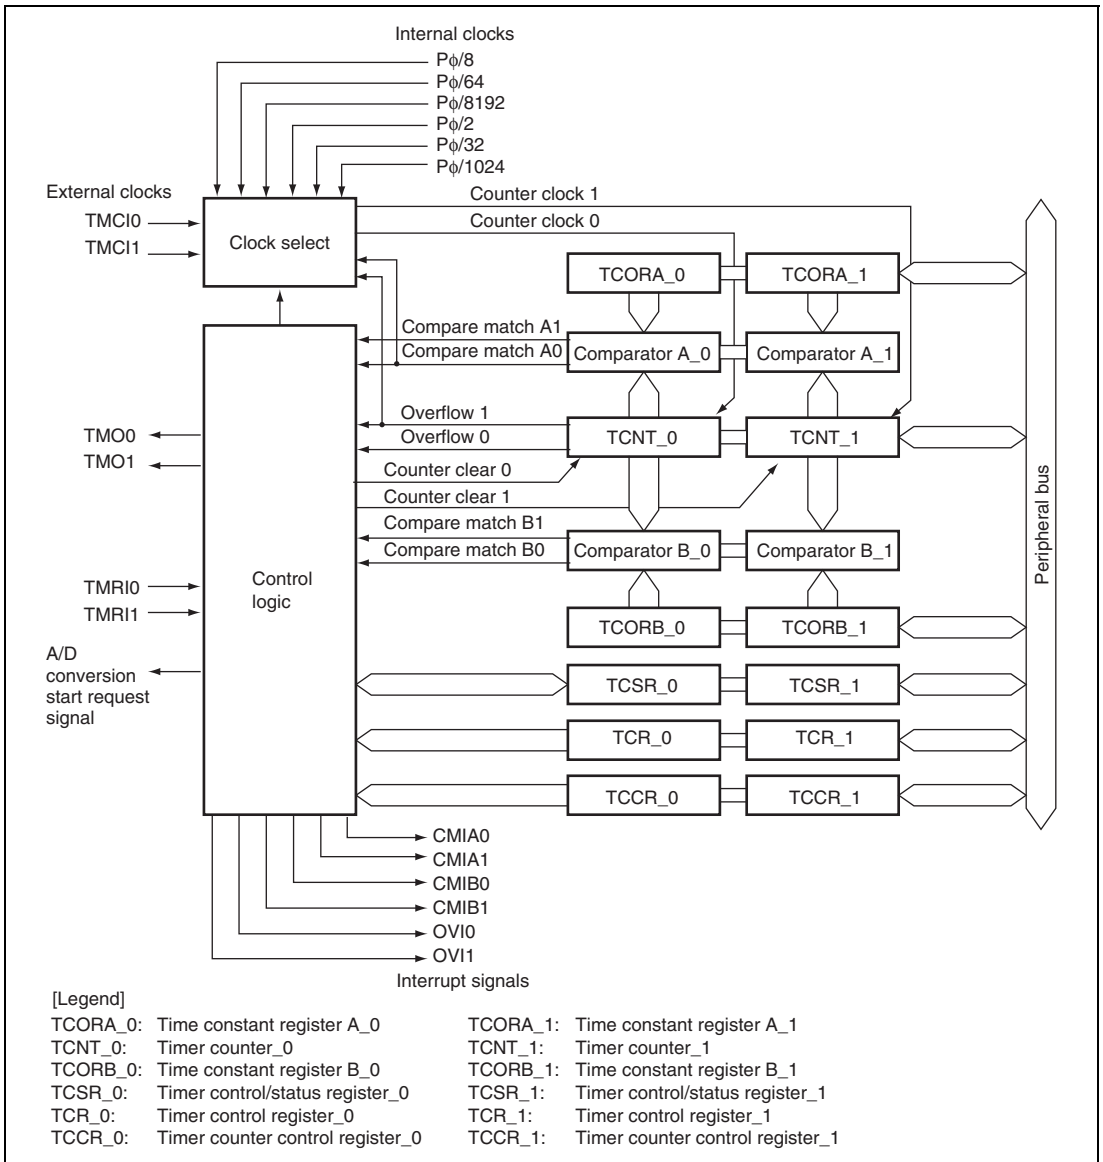 Internal clocks
Pϕ/8
Pϕ/64
Pϕ/8192
Pϕ/2
Pϕ/32
Pϕ/1024
External clocks
TMCI0
TMCI1
Clock select
Counter clock 1
Counter clock 0
TCORA_0
TCORA_1
Compare match A1
Compare match A0
Comparator A_0
Comparator A_1
Overflow 1
Overflow 0
TCNT_0
TCNT_1
TMO0
TMO1
Counter clear 0
Counter clear 1
Compare match B1
Compare match B0
Comparator B_0
Comparator B_1
Control
logic
TMRI0
TMRI1
TCORB_0
TCORB_1
A/D
conversion
start request
signal
TCSR_0
TCSR_1
TCR_0
TCR_1
TCCR_0
TCCR_1
Peripheral bus
CMIA0
CMIA1
CMIB0
CMIB1
OVI0
OVI1
Interrupt signals
[Legend]
TCORA_0: Time constant register A_0
TCNT_0: Timer counter_0
TCORB_0: Time constant register B_0
TCSR_0: Timer control/status register_0
TCR_0: Timer control register_0
TCCR_0: Timer counter control register_0
TCORA_1: Time constant register A_1
TCNT_1: Timer counter_1
TCORB_1: Time constant register B_1
TCSR_1: Timer control/status register_1
TCR_1: Timer control register_1
TCCR_1: Timer counter control register_1